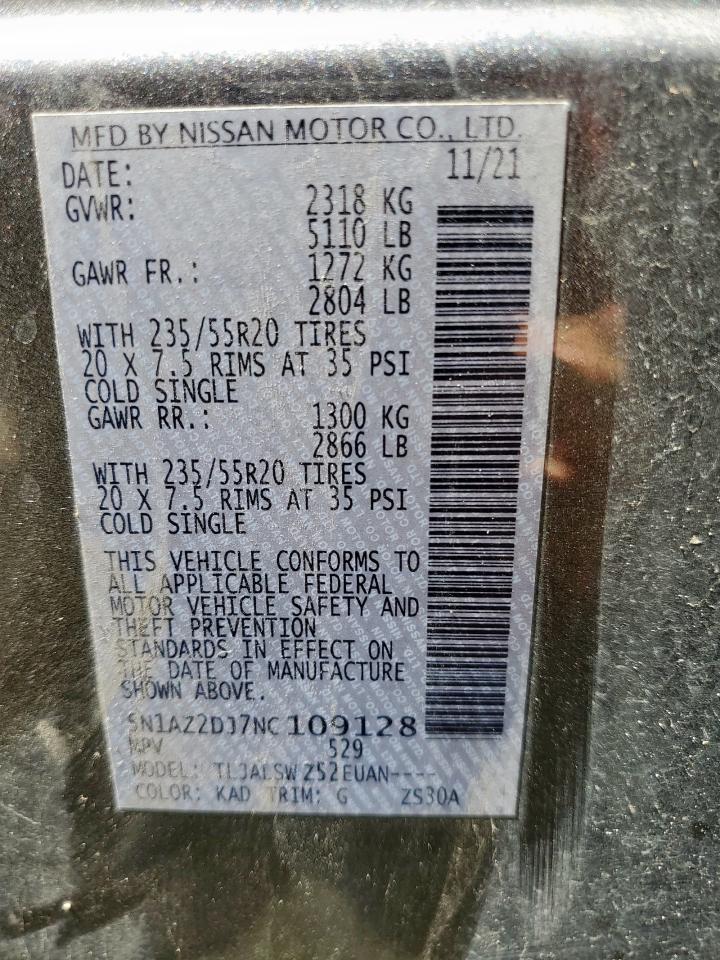 MFD BY NISSAN MOTOR CO., LTD.
DATE: 11/21
GVWR: 2318 KG
5110 LB
GAWR FR.: 1272 KG
2804 LB
WITH 235/55R20 TIRES
20 X 7.5 RIMS AT 35 PSI
COLD SINGLE
GAWR RR.: 1300 KG
2866 LB
WITH 235/55R20 TIRES
20 X 7.5 RIMS AT 35 PSI
COLD SINGLE
THIS VEHICLE CONFORMS TO
ALL APPLICABLE FEDERAL
MOTOR VEHICLE SAFETY AND
THEFT PREVENTION
STANDARDS IN EFFECT ON
THE DATE OF MANUFACTURE
SHOWN ABOVE.
5N1AZ2DJ7NC109128
MPV 529
MODEL: Z52EUAN----
COLOR: KAD TRIM: G ZS30A